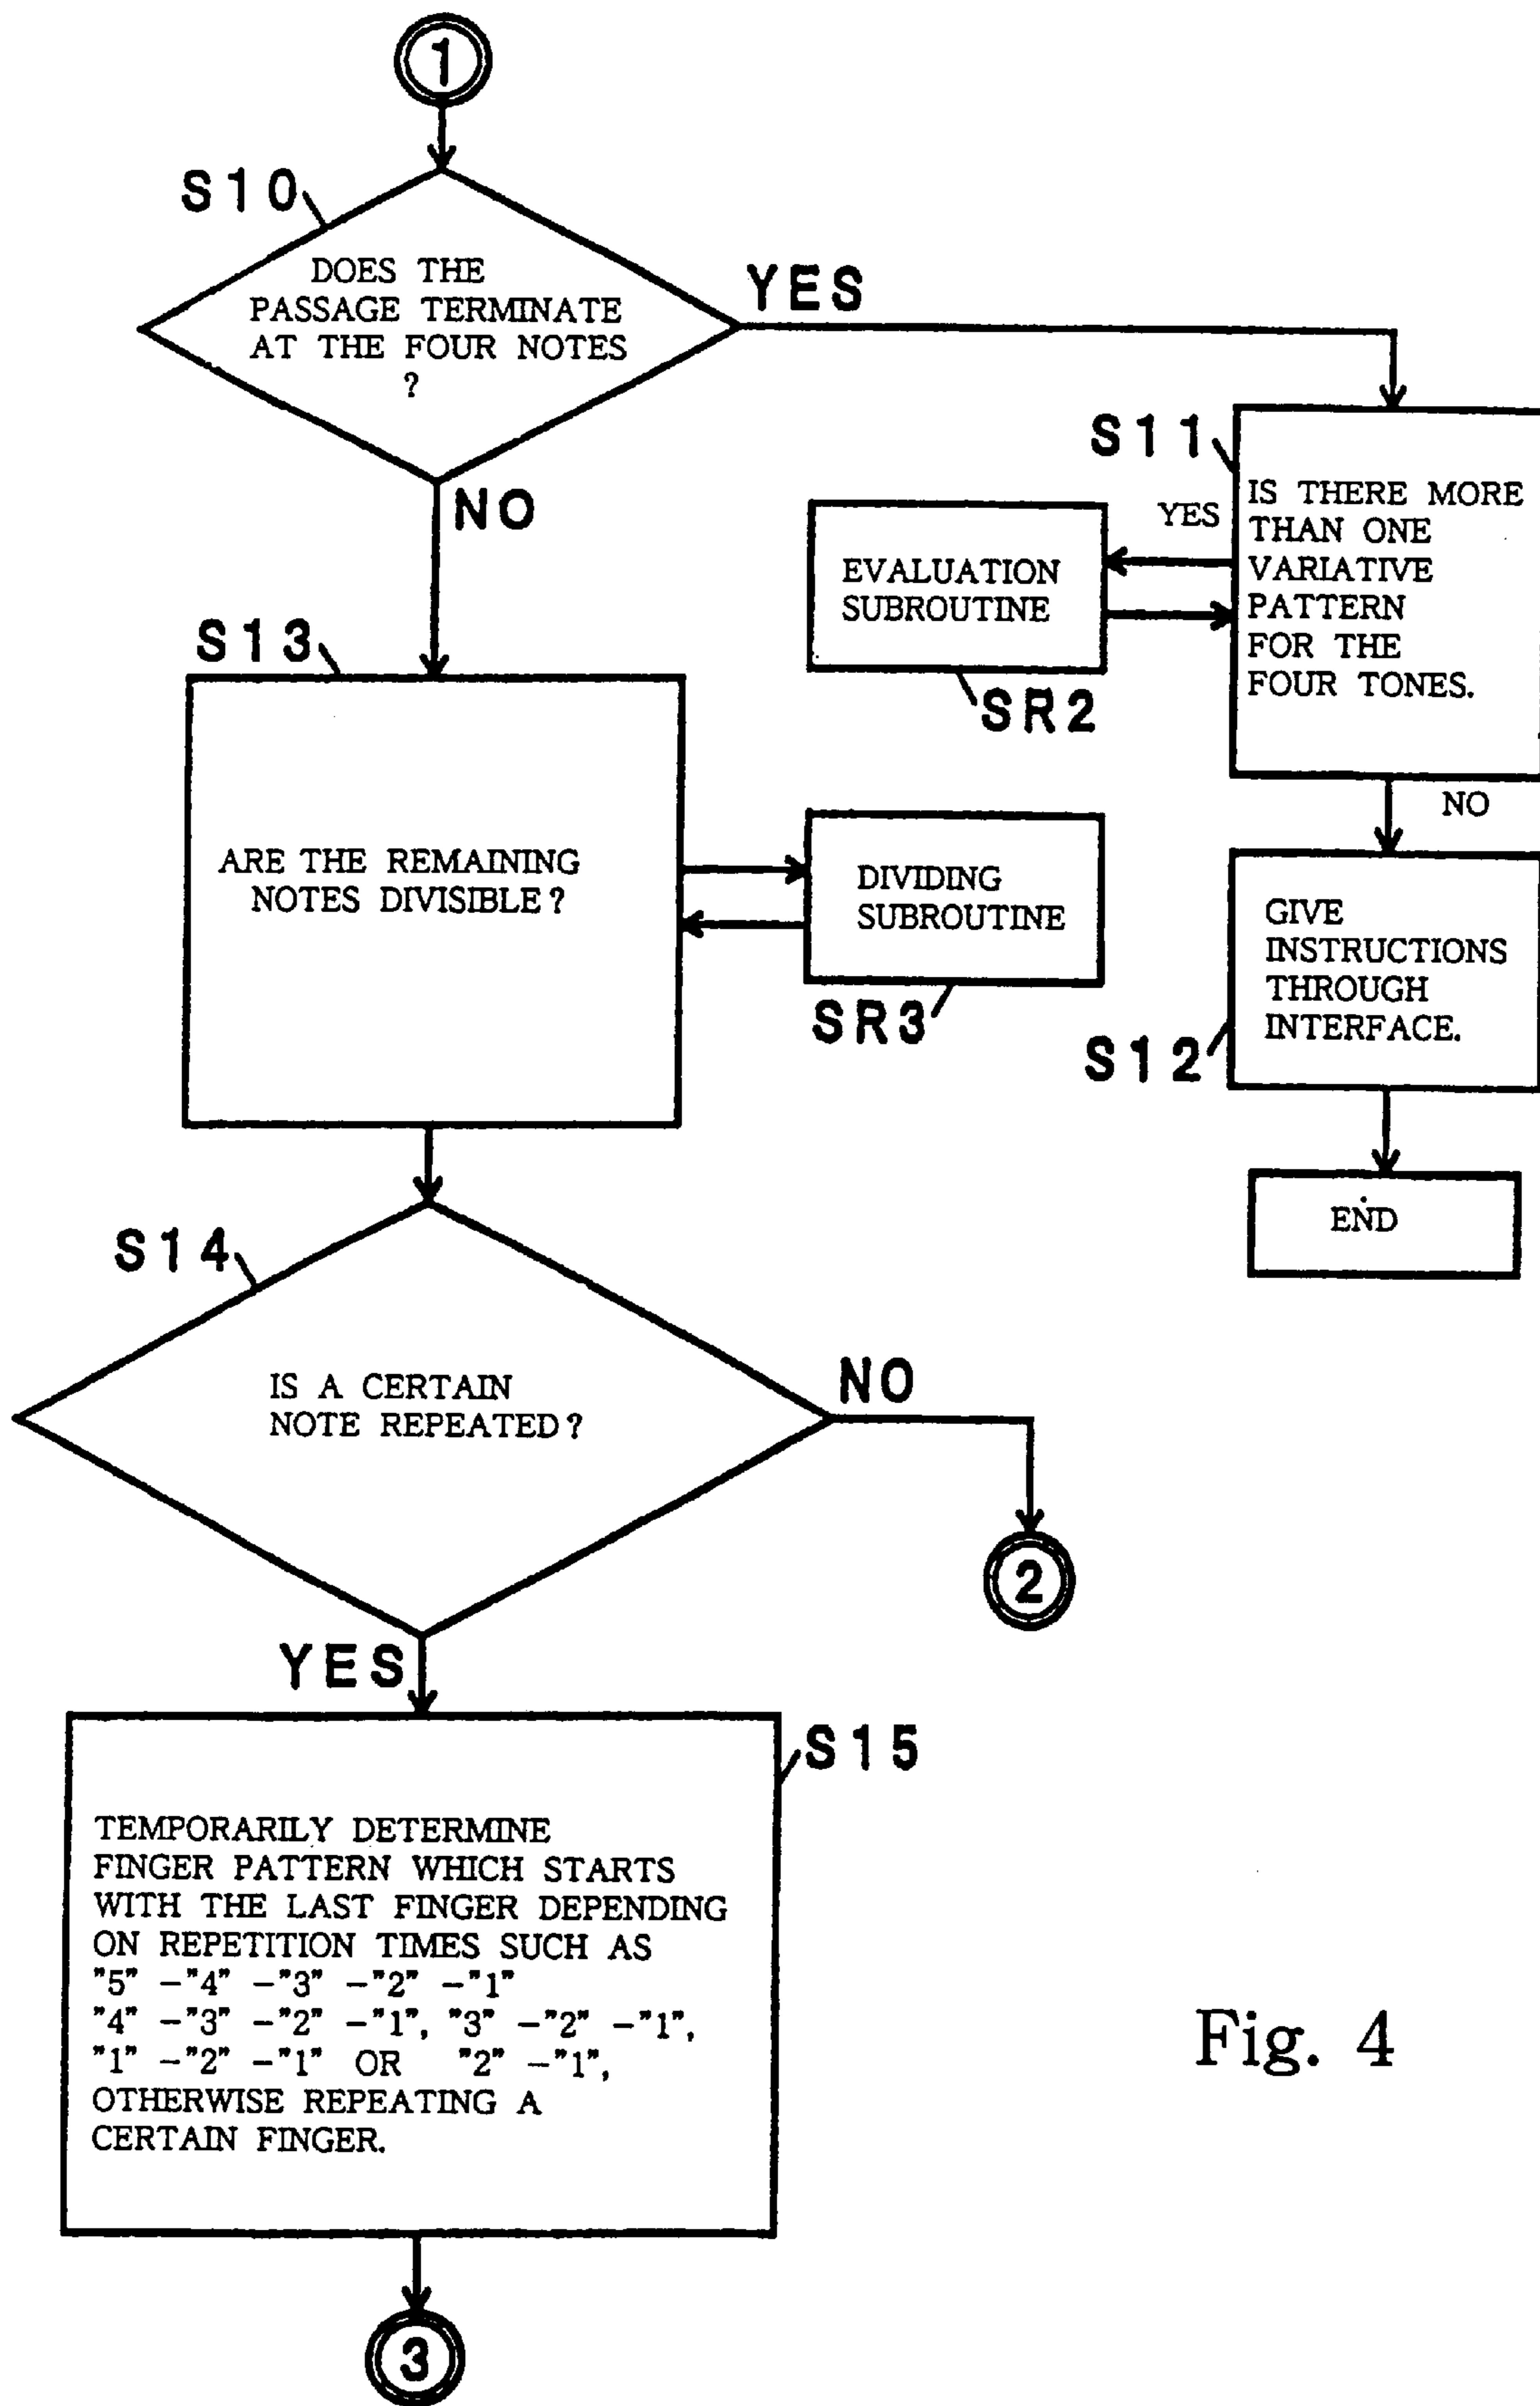 1
S10
DOES THE
PASSAGE TERMINATE
AT THE FOUR NOTES
?
YES
NO
S11
IS THERE MORE
THAN ONE
VARIATIVE
PATTERN
FOR THE
FOUR TONES.
YES
EVALUATION
SUBROUTINE
SR2
NO
S13
ARE THE REMAINING
NOTES DIVISIBLE?
DIVIDING
SUBROUTINE
SR3
GIVE
INSTRUCTIONS
THROUGH
INTERFACE.
S12
END
S14
IS A CERTAIN
NOTE REPEATED?
NO
2
YES
S15
TEMPORARILY DETERMINE
FINGER PATTERN WHICH STARTS
WITH THE LAST FINGER DEPENDING
ON REPETITION TIMES SUCH AS
"5" -"4" -"3" -"2" -"1"
"4" -"3" -"2" -"1", "3" -"2" -"1",
"1" -"2" -"1" OR "2" -"1",
OTHERWISE REPEATING A
CERTAIN FINGER.
3
Fig. 4